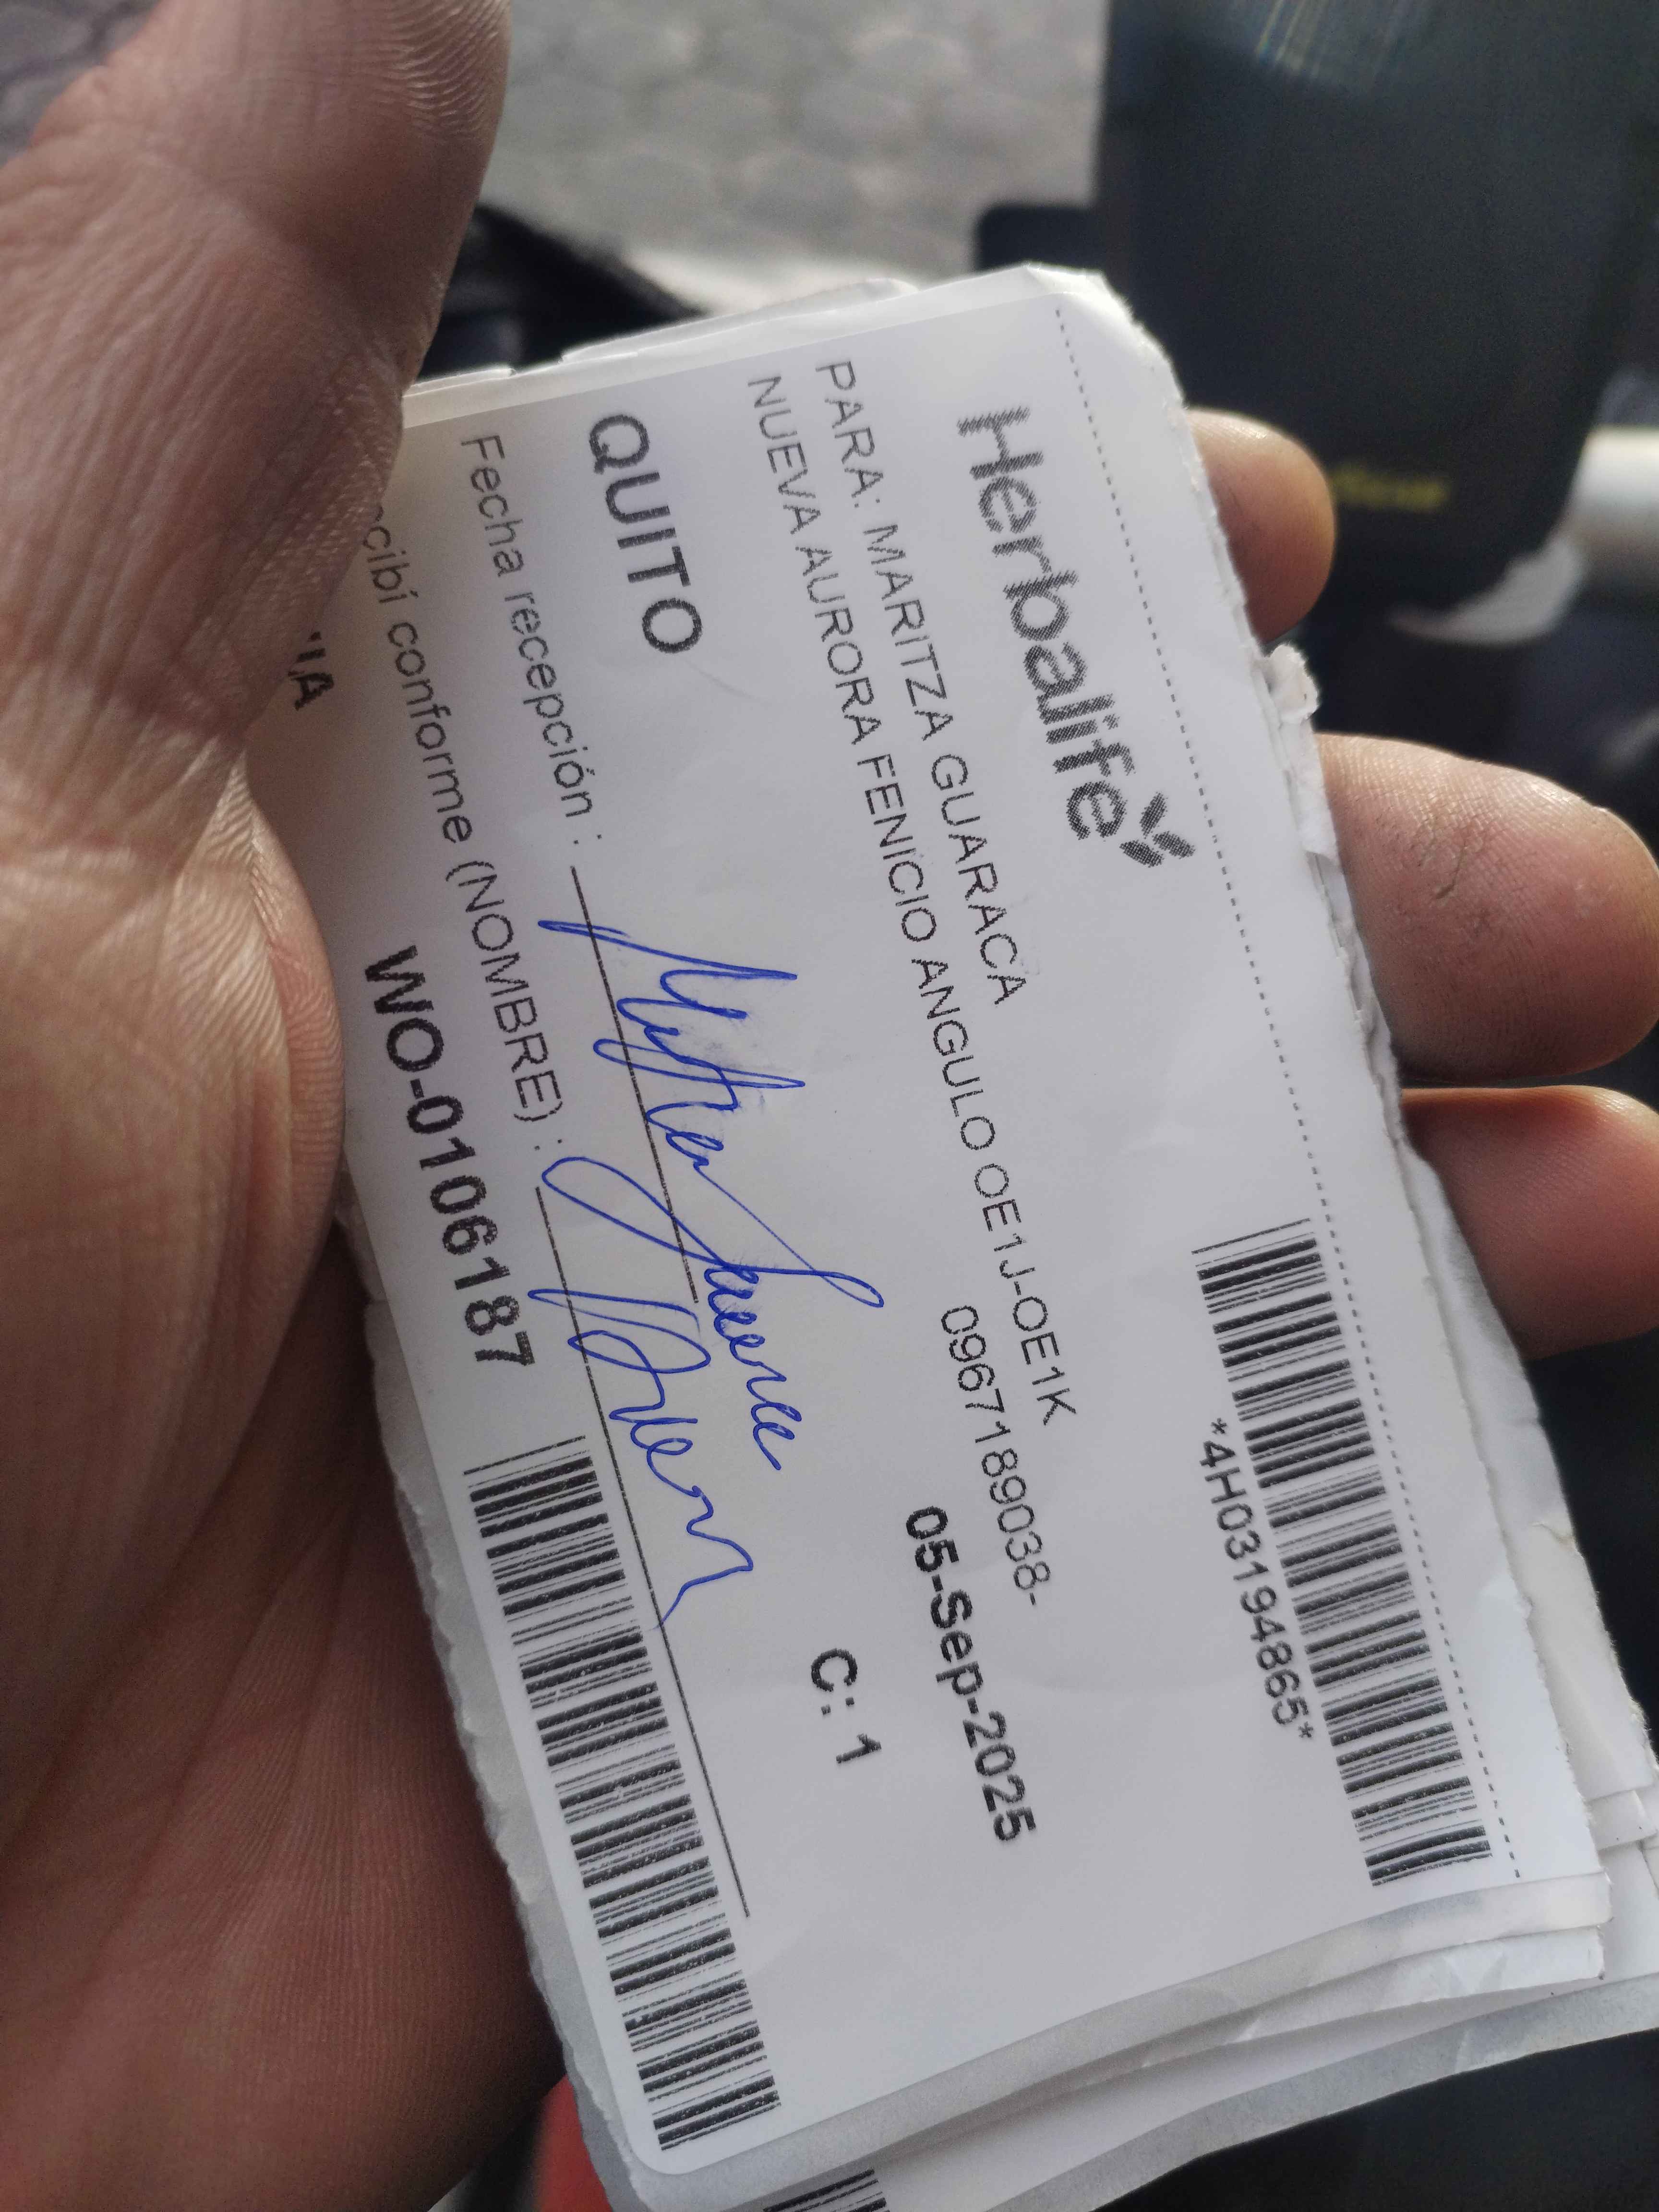 Herbalife
*4H03194865*
PARA: MARITZA GUARACA
NUEVA AURORA FENICIO ANGULO OE1J-OE1K
0967189038-
05-Sep-2025
QUITO
C: 1
Fecha recepción :
cibí conforme (NOMBRE) :
WO-0106187